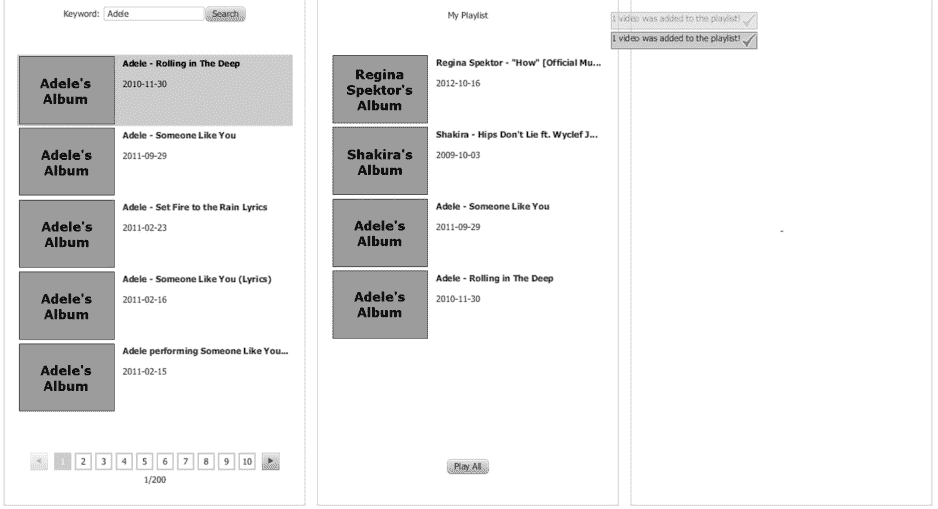 Keyword: Adele Search
Adele's
Album
Adele - Rolling in The Deep
2010-11-30
Adele's
Album
Adele - Someone Like You
2011-09-29
Adele's
Album
Adele - Set Fire to the Rain Lyrics
2011-02-23
Adele's
Album
Adele - Someone Like You (Lyrics)
2011-02-16
Adele's
Album
Adele performing Someone Like You...
2011-02-15
1 2 3 4 5 6 7 8 9 10
1/200
My Playlist
Regina
Spektor's
Album
Regina Spektor - "How" [Official Mu...
2012-10-16
Shakira's
Album
Shakira - Hips Don't Lie ft. Wyclef J...
2009-10-03
Adele's
Album
Adele - Someone Like You
2011-09-29
Adele's
Album
Adele - Rolling in The Deep
2010-11-30
Play All
1 video was added to the playlist!
1 video was added to the playlist!
-